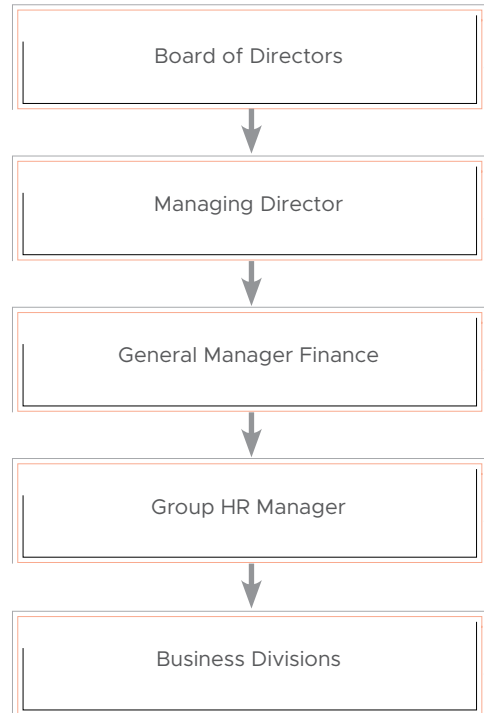 Board of Directors
Managing Director
General Manager Finance
Group HR Manager
Business Divisions